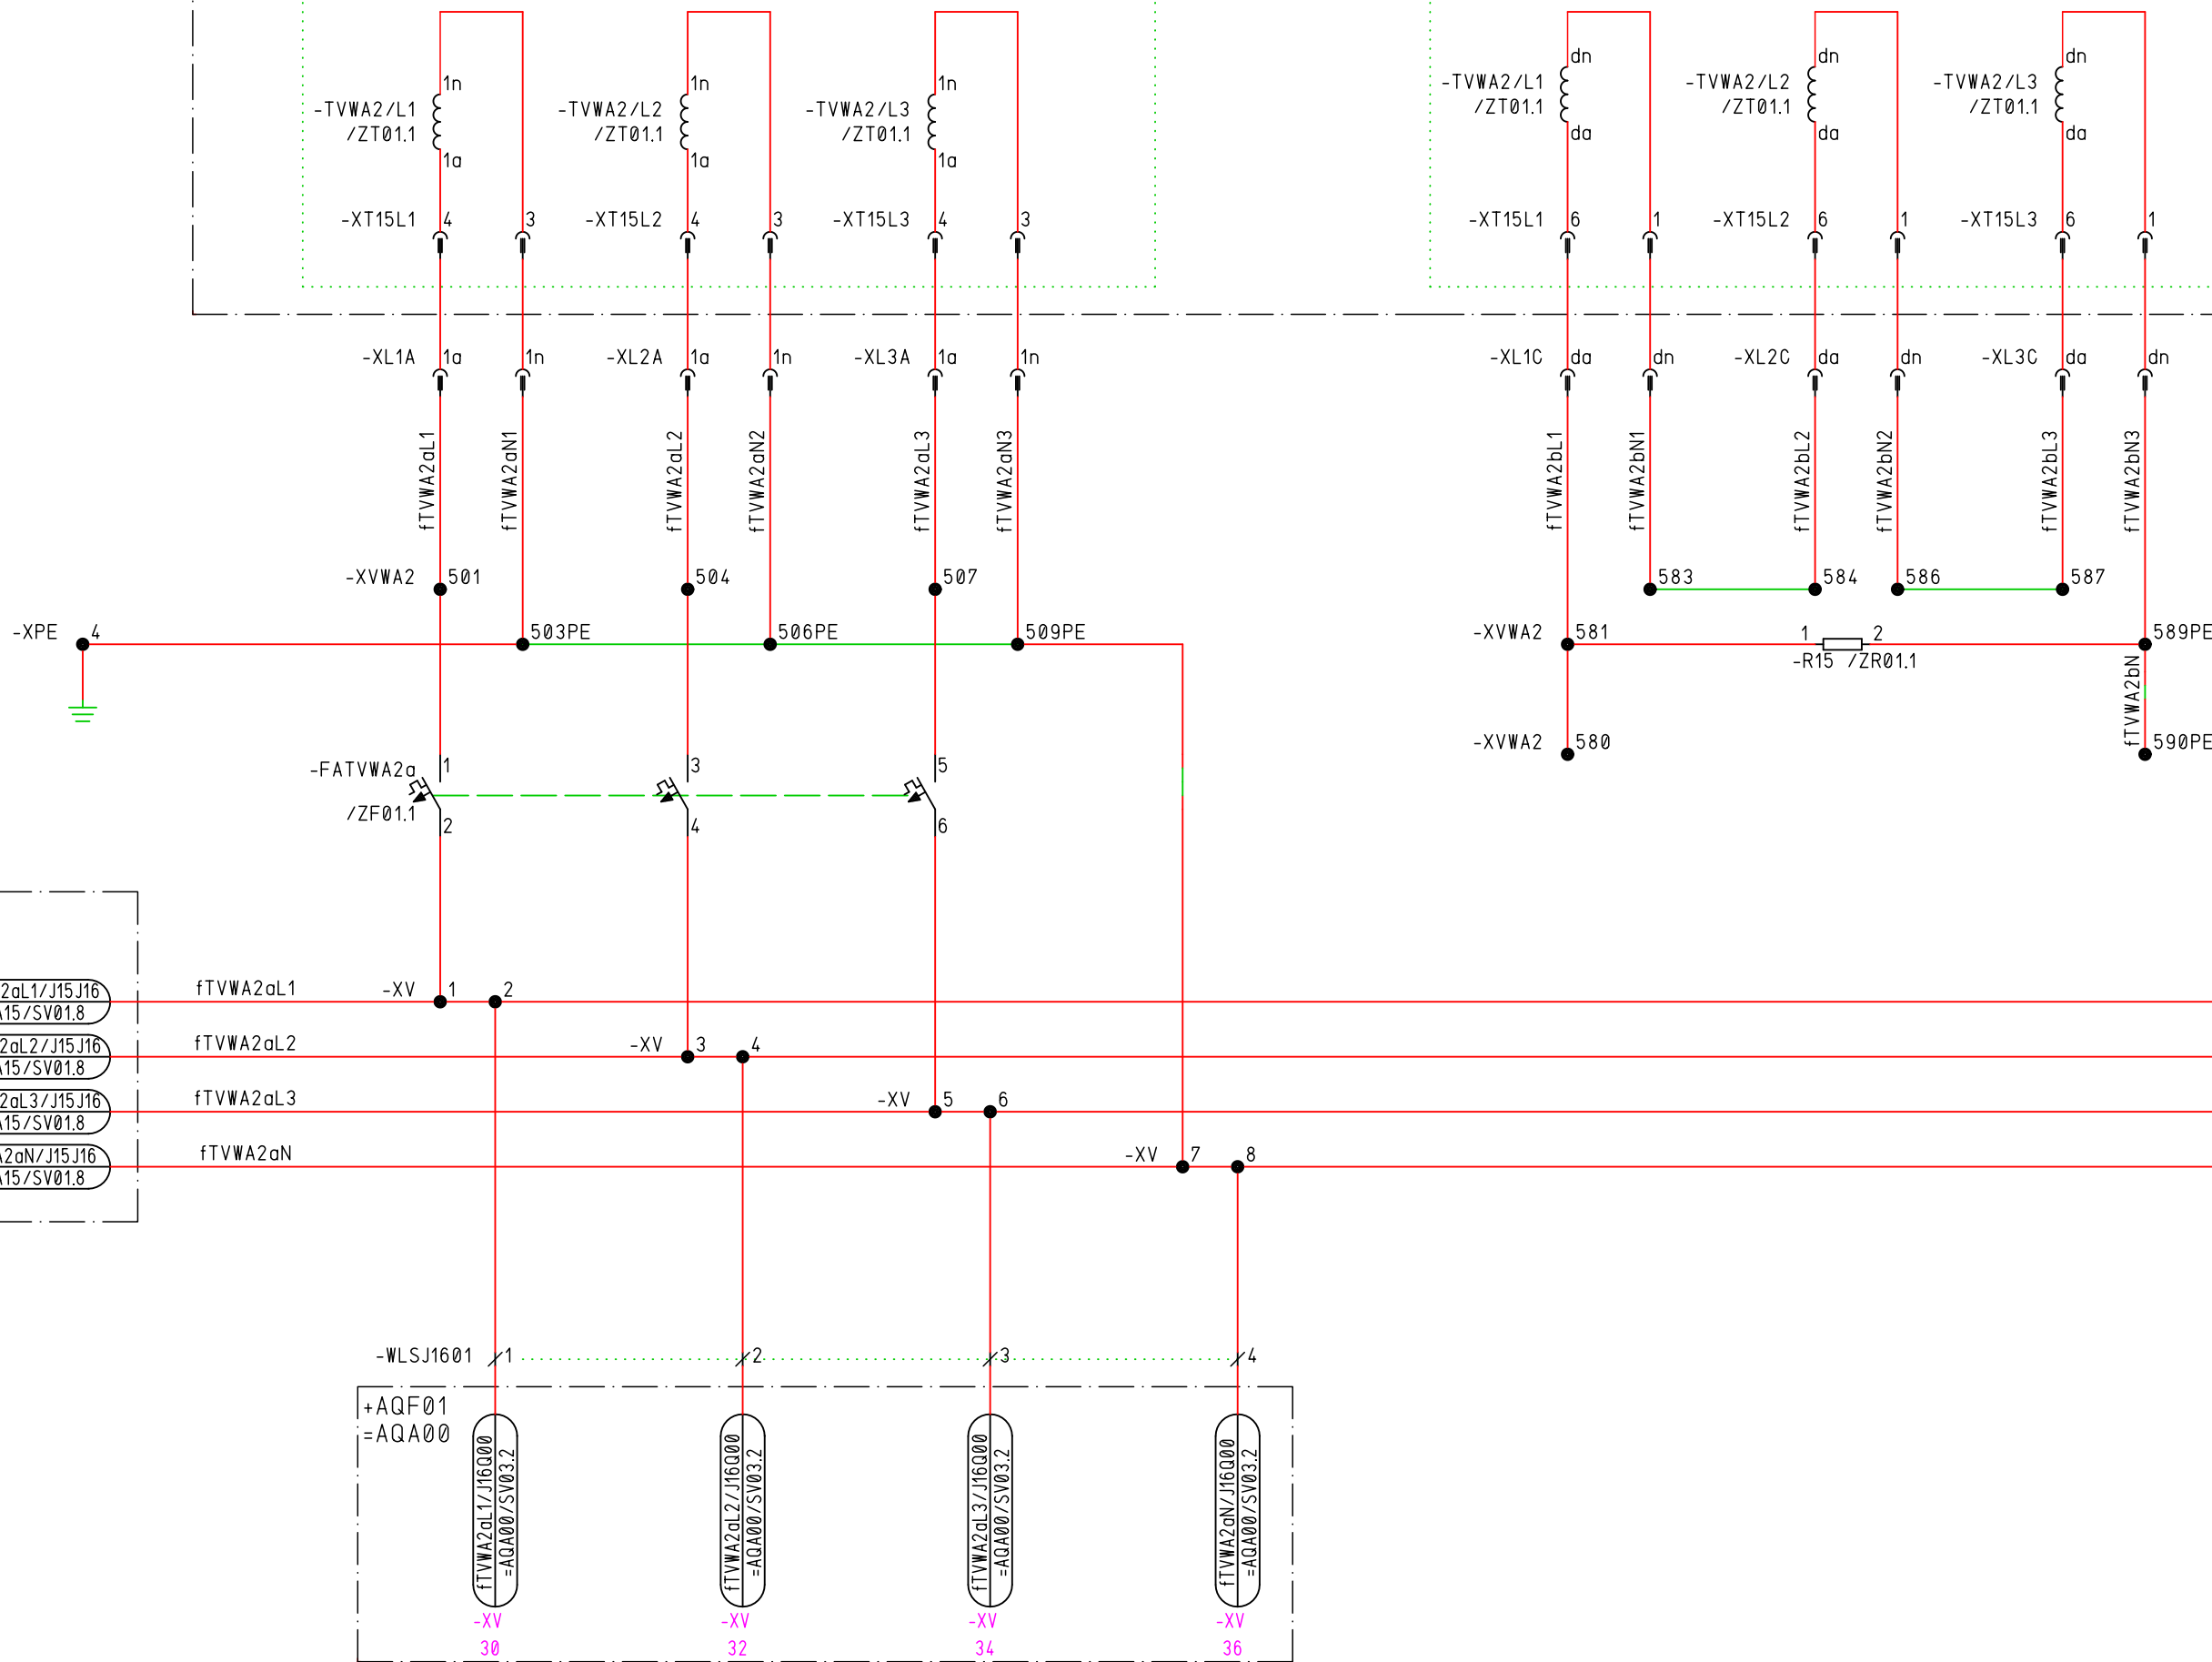 1n 1n 1n dn dn dn
-TVWA2/L1 -TVWA2/L2 -TVWA2/L3 -TVWA2/L1 -TVWA2/L2 -TVWA2/L3
/ZT01.1 /ZT01.1 /ZT01.1 /ZT01.1 /ZT01.1 /ZT01.1
1a 1a 1a da da da
-XT15L1 4 3 -XT15L2 4 3 -XT15L3 4 3 -XT15L1 6 1 -XT15L2 6 1 -XT15L3 6 1
-XL1A 1a 1n -XL2A 1a 1n -XL3A 1a 1n -XL1C da dn -XL2C da dn -XL3C da dn
fTVWA2aL1 fTVWA2aN1 fTVWA2aL2 fTVWA2aN2 fTVWA2aL3 fTVWA2aN3 fTVWA2bL1 fTVWA2bN1 fTVWA2bL2 fTVWA2bN2 fTVWA2bL3 fTVWA2bN3
-XVWA2 501 504 507 583 584 586 587
-XPE 4 503PE 506PE 509PE -XVWA2 581 1 2 589PE
-R15 /ZR01.1
fTVWA2bN
-XVWA2 580 590PE
-FATVWA2a 1 3 5
/ZF01.1 2 4 6
2aL1/J15J16 fTVWA2aL1 -XV 1 2
A15/SV01.8
2aL2/J15J16 fTVWA2aL2 -XV 3 4
A15/SV01.8
2aL3/J15J16 fTVWA2aL3 -XV 5 6
A15/SV01.8
A2aN/J15J16 fTVWA2aN -XV 7 8
A15/SV01.8
-WLSJ1601 1 2 3 4
+AQF01
=AQA00
fTVWA2aL1/J16Q00
=AQA00/SV03.2
fTVWA2aL2/J16Q00
=AQA00/SV03.2
fTVWA2aL3/J16Q00
=AQA00/SV03.2
fTVWA2aN/J16Q00
=AQA00/SV03.2
-XV -XV -XV -XV
30 32 34 36